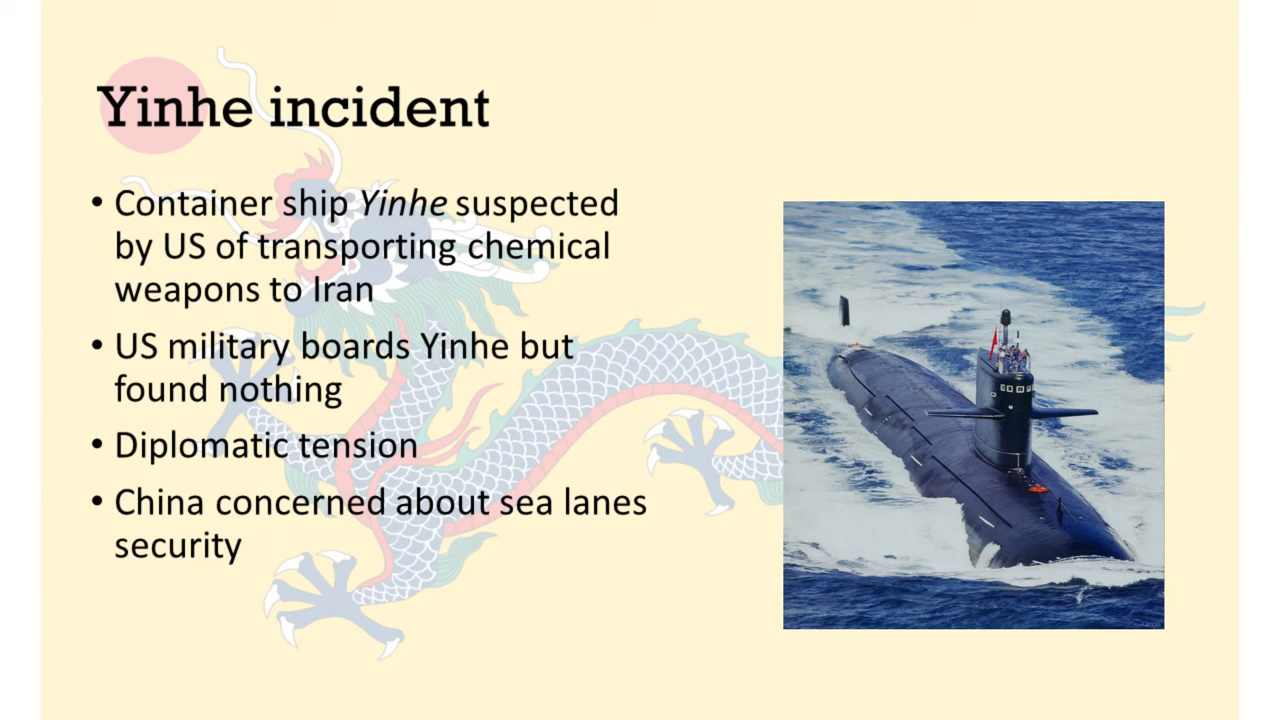 Yinhe incident
• Container ship Yinhe suspected
by US of transporting chemical
weapons to Iran
• US military boards Yinhe but
found nothing
• Diplomatic tension
• China concerned about sea lanes
security